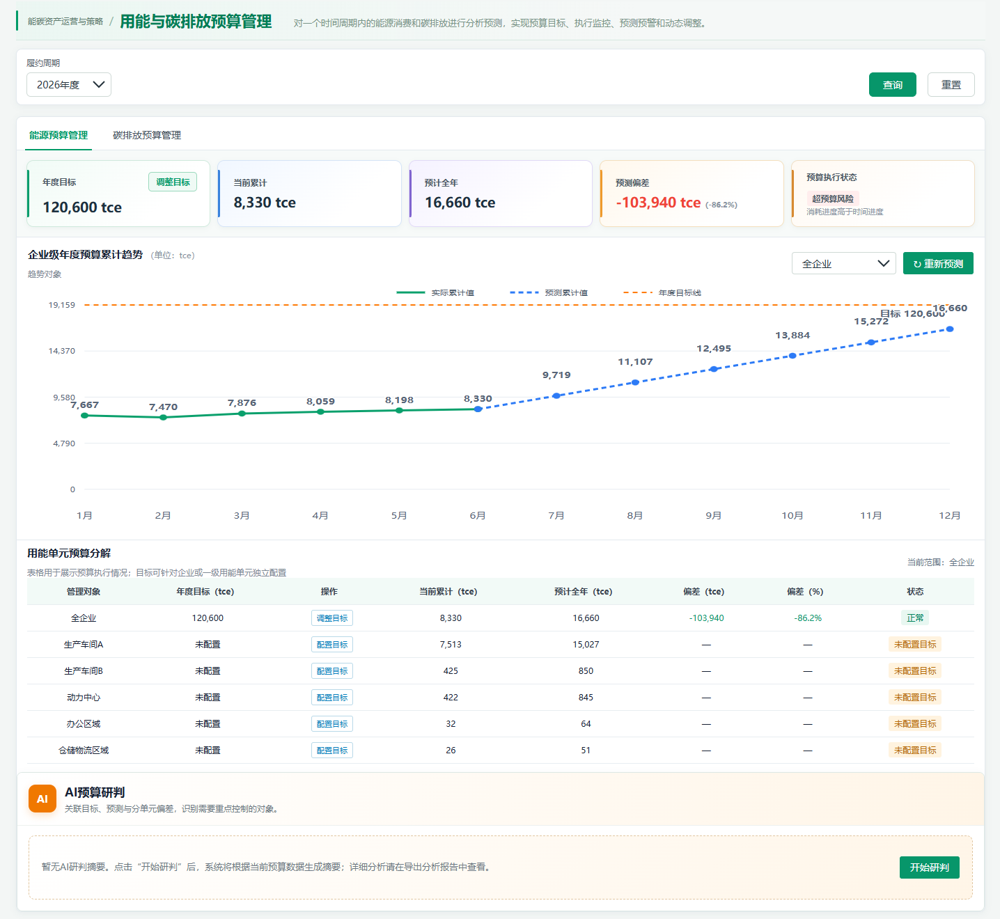 能碳资产运营与策略 / 用能与碳排放预算管理 对一个时间周期内的能源消费和碳排放进行分析预测，实现预算目标、执行监控、预测预警和动态调整。
履约周期
2026年度 查询 重置
能源预算管理 碳排放预算管理
年度目标 调整目标
120,600 tce
当前累计
8,330 tce
预计全年
16,660 tce
预测偏差
-103,940 tce (-86.2%)
预算执行状态
超预算风险
消耗进度高于时间进度
企业级年度预算累计趋势 （单位：tce）
趋势对象
全企业 ↻ 重新预测
实际累计值 预测累计值 年度目标线
19,159
14,370
9,580
4,790
0
目标 120,600
7,667 7,470 7,876 8,059 8,198 8,330 9,719 11,107 12,495 13,884 15,272 16,660
1月 2月 3月 4月 5月 6月 7月 8月 9月 10月 11月 12月
用能单元预算分解
表格用于展示预算执行情况；目标可针对企业或一级用能单元独立配置
当前范围：全企业
管理对象 年度目标（tce） 操作 当前累计（tce） 预计全年（tce） 偏差（tce） 偏差（%） 状态
全企业 120,600 调整目标 8,330 16,660 -103,940 -86.2% 正常
生产车间A 未配置 配置目标 7,513 15,027 — — 未配置目标
生产车间B 未配置 配置目标 425 850 — — 未配置目标
动力中心 未配置 配置目标 422 845 — — 未配置目标
办公区域 未配置 配置目标 32 64 — — 未配置目标
仓储物流区域 未配置 配置目标 26 51 — — 未配置目标
AI AI预算研判
关联目标、预测与分单元偏差，识别需要重点控制的对象。
暂无AI研判摘要。点击“开始研判”后，系统将根据当前预算数据生成摘要；详细分析请在导出分析报告中查看。
开始研判